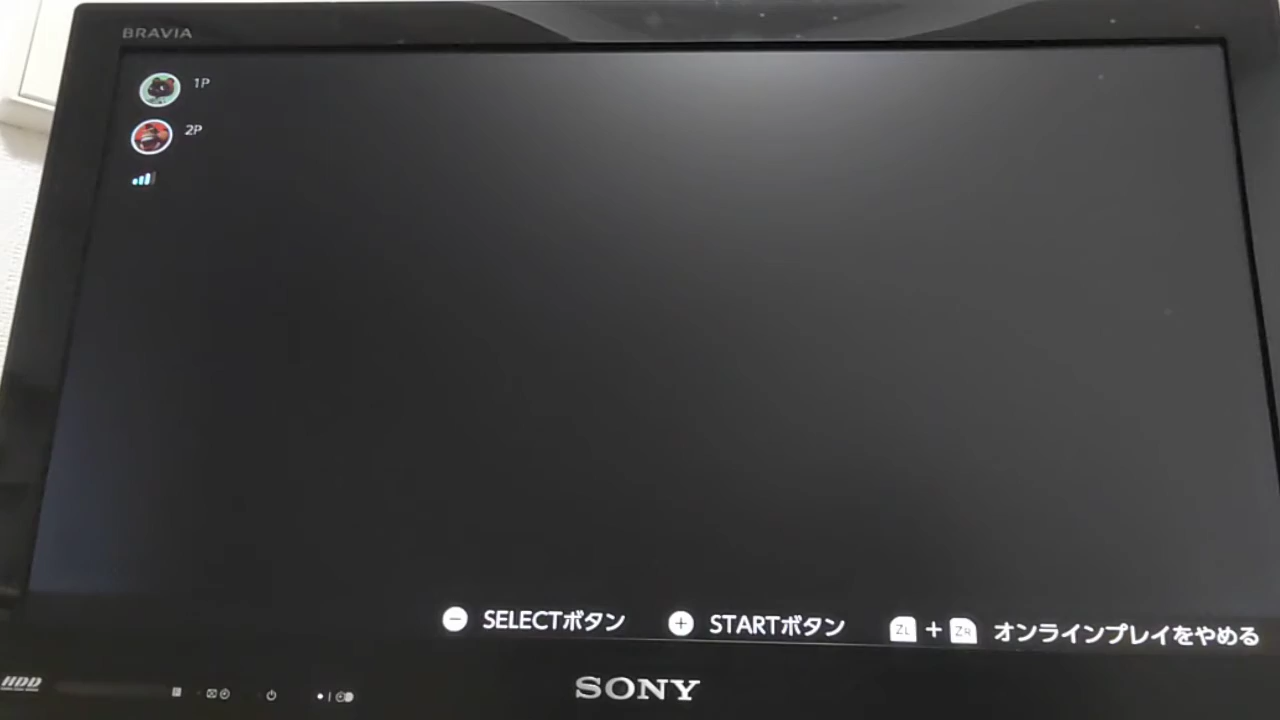 BRAVIA
1P
2P
− SELECTボタン + STARTボタン ZL + ZR オンラインプレイをやめる
HDD
SONY